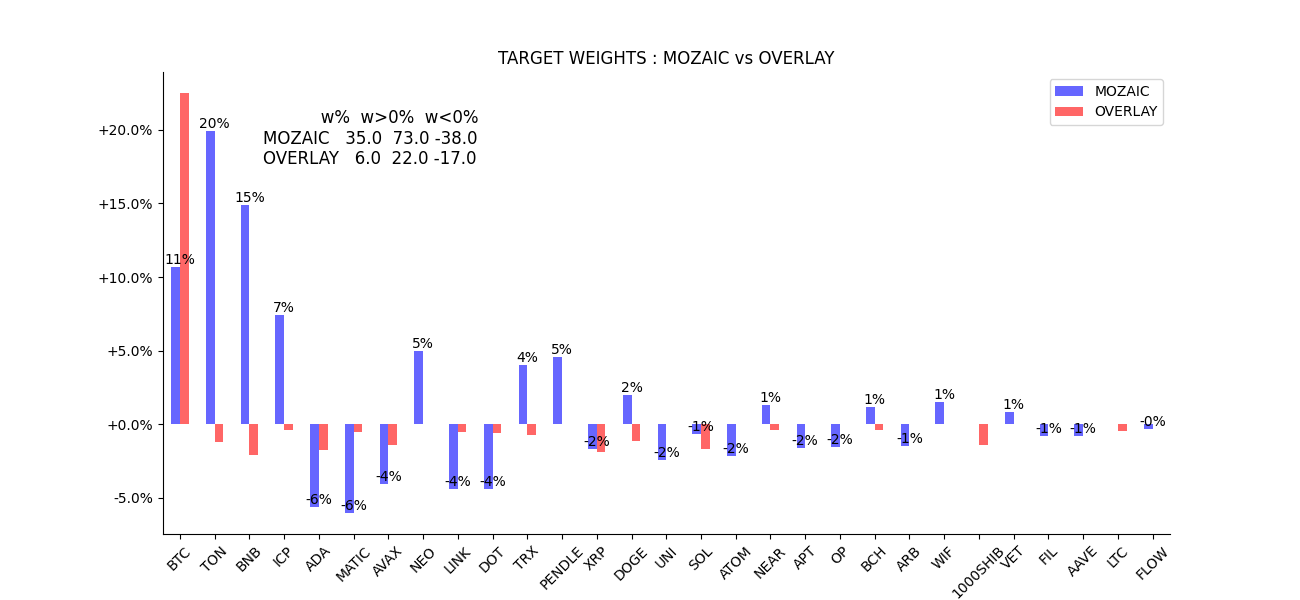 TARGET WEIGHTS : MOZAIC vs OVERLAY
MOZAIC
OVERLAY
w% w>0% w<0%
MOZAIC 35.0 73.0 -38.0
OVERLAY 6.0 22.0 -17.0
+20.0%
+15.0%
+10.0%
+5.0%
+0.0%
-5.0%
11%
20%
15%
7%
-6%
-6%
-4%
5%
-4%
-4%
4%
5%
-2%
2%
-2%
-1%
-2%
1%
-2%
-2%
1%
-1%
1%
1%
-1%
-1%
-0%
BTC
TON
BNB
ICP
ADA
MATIC
AVAX
NEO
LINK
DOT
TRX
PENDLE
XRP
DOGE
UNI
SOL
ATOM
NEAR
APT
OP
BCH
ARB
WIF
1000SHIB
VET
FIL
AAVE
LTC
FLOW